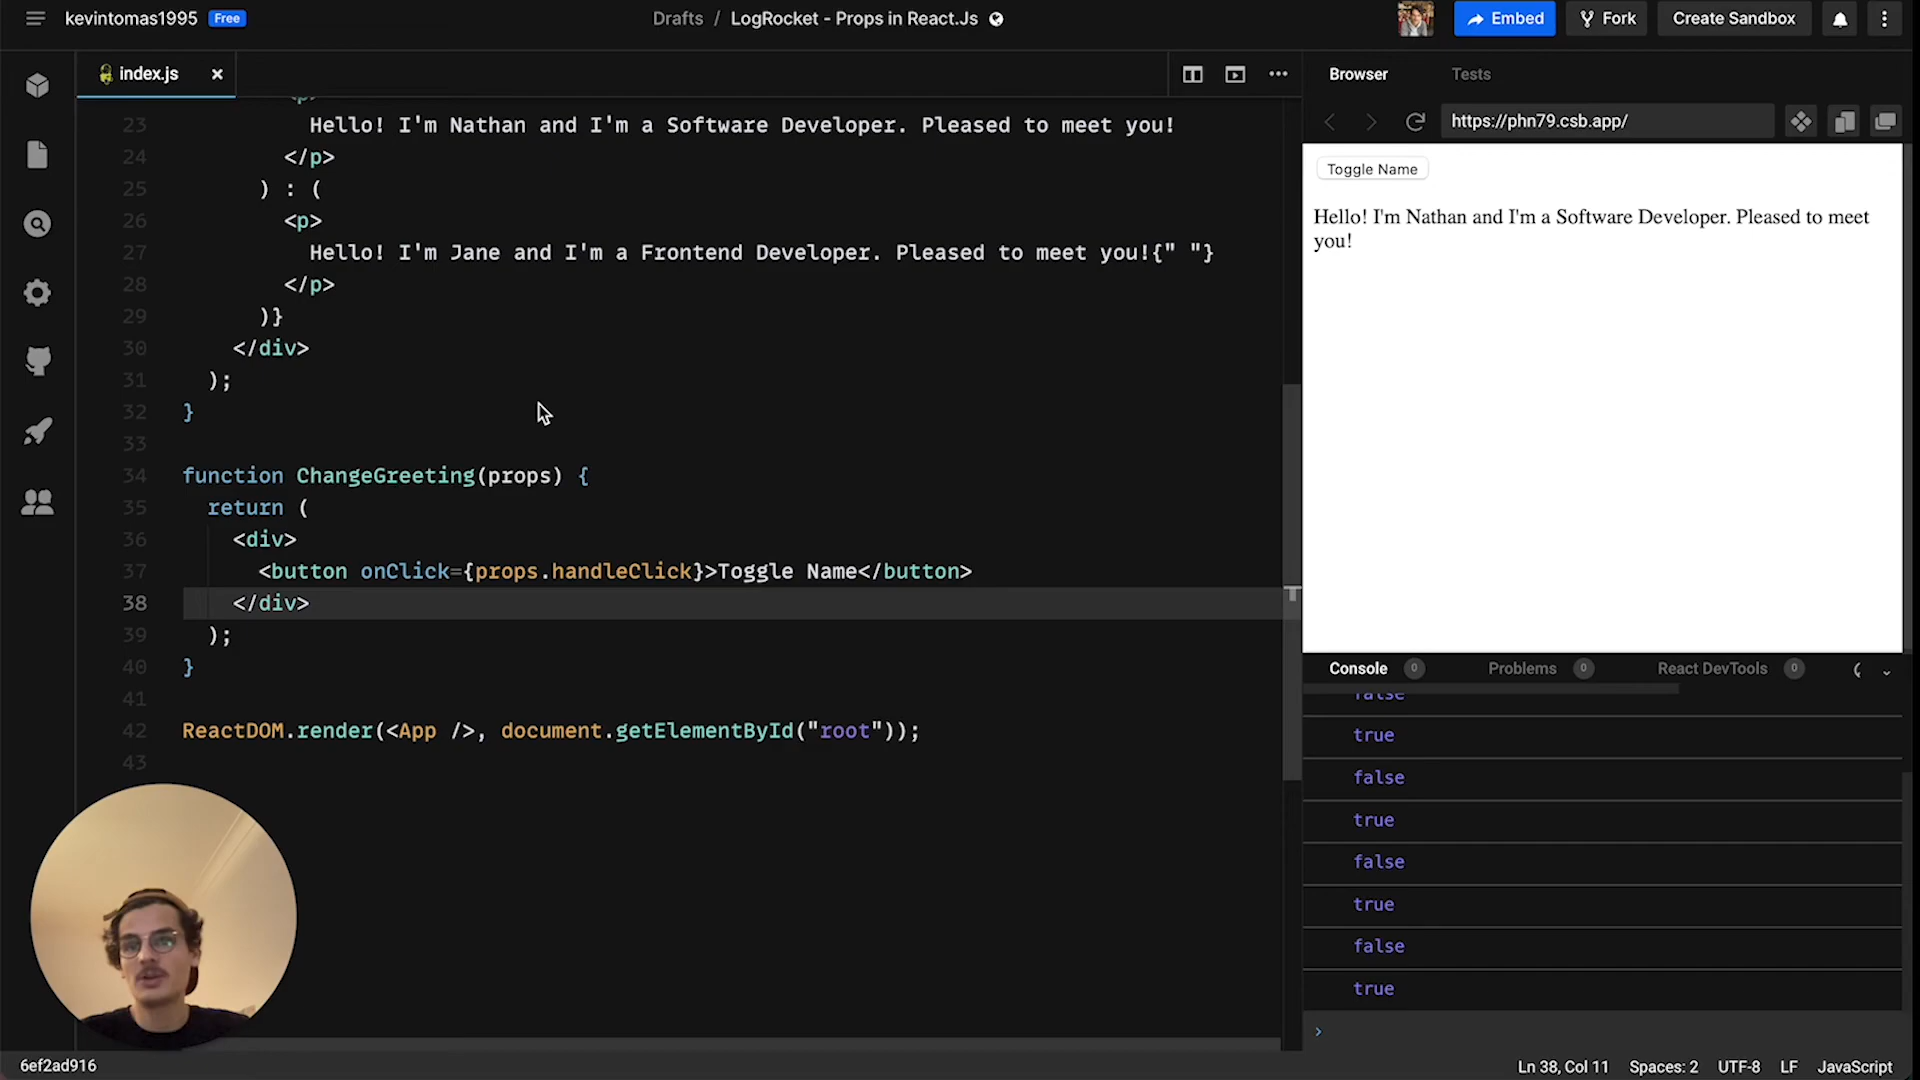 kevintomas1995 Free
Drafts / LogRocket - Props in React.Js
Embed Fork Create Sandbox
index.js
Browser Tests
https://phn79.csb.app/
<p>
23 Hello! I'm Nathan and I'm a Software Developer. Pleased to meet you!
24 </p>
25 ) : (
26 <p>
27 Hello! I'm Jane and I'm a Frontend Developer. Pleased to meet you!{" "}
28 </p>
29 )}
30 </div>
31 );
32 }
33
34 function ChangeGreeting(props) {
35 return (
36 <div>
37 <button onClick={props.handleClick}>Toggle Name</button>
38 </div>
39 );
40 }
41
42 ReactDOM.render(<App />, document.getElementById("root"));
43
Toggle Name
Hello! I'm Nathan and I'm a Software Developer. Pleased to meet
you!
Console 0 Problems 0 React DevTools 0
false
true
false
true
false
true
false
true
6ef2ad916
Ln 38, Col 11 Spaces: 2 UTF-8 LF JavaScript